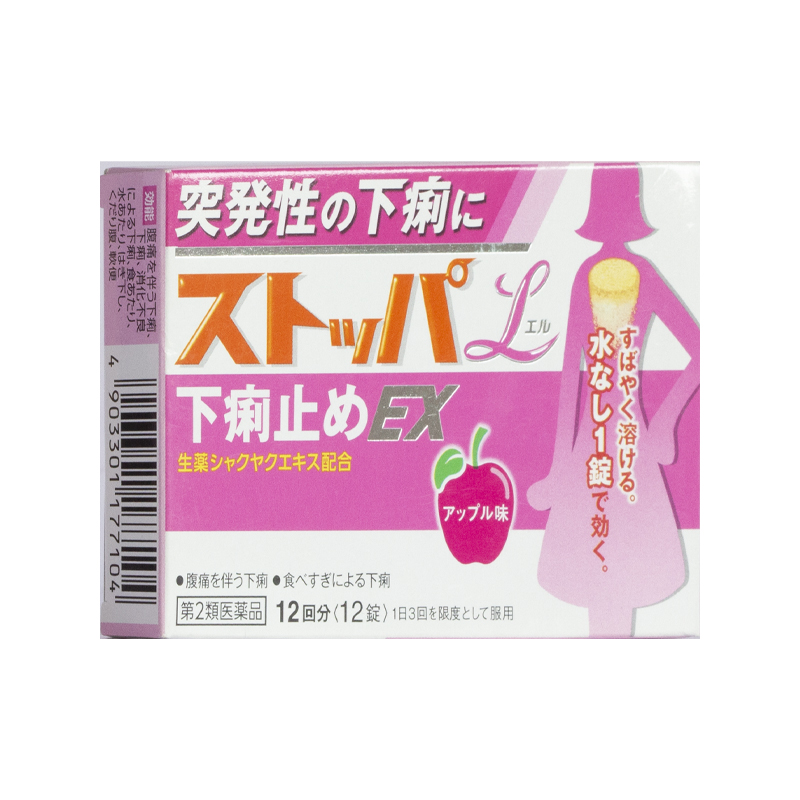 突発性の下痢に
ストッパL
エル
下痢止めEX
生薬シャクヤクエキス配合
アップル味
すばやく溶ける。
水なし1錠で効く。
●腹痛を伴う下痢 ●食べすぎによる下痢
第2類医薬品 12回分〈12錠〉1日3回を限度として服用
効能 腹痛を伴う下痢、
下痢、消化不良
による下痢、食あたり、
水あたり、はき下し、
くだり腹、軟便
4 903301 177104